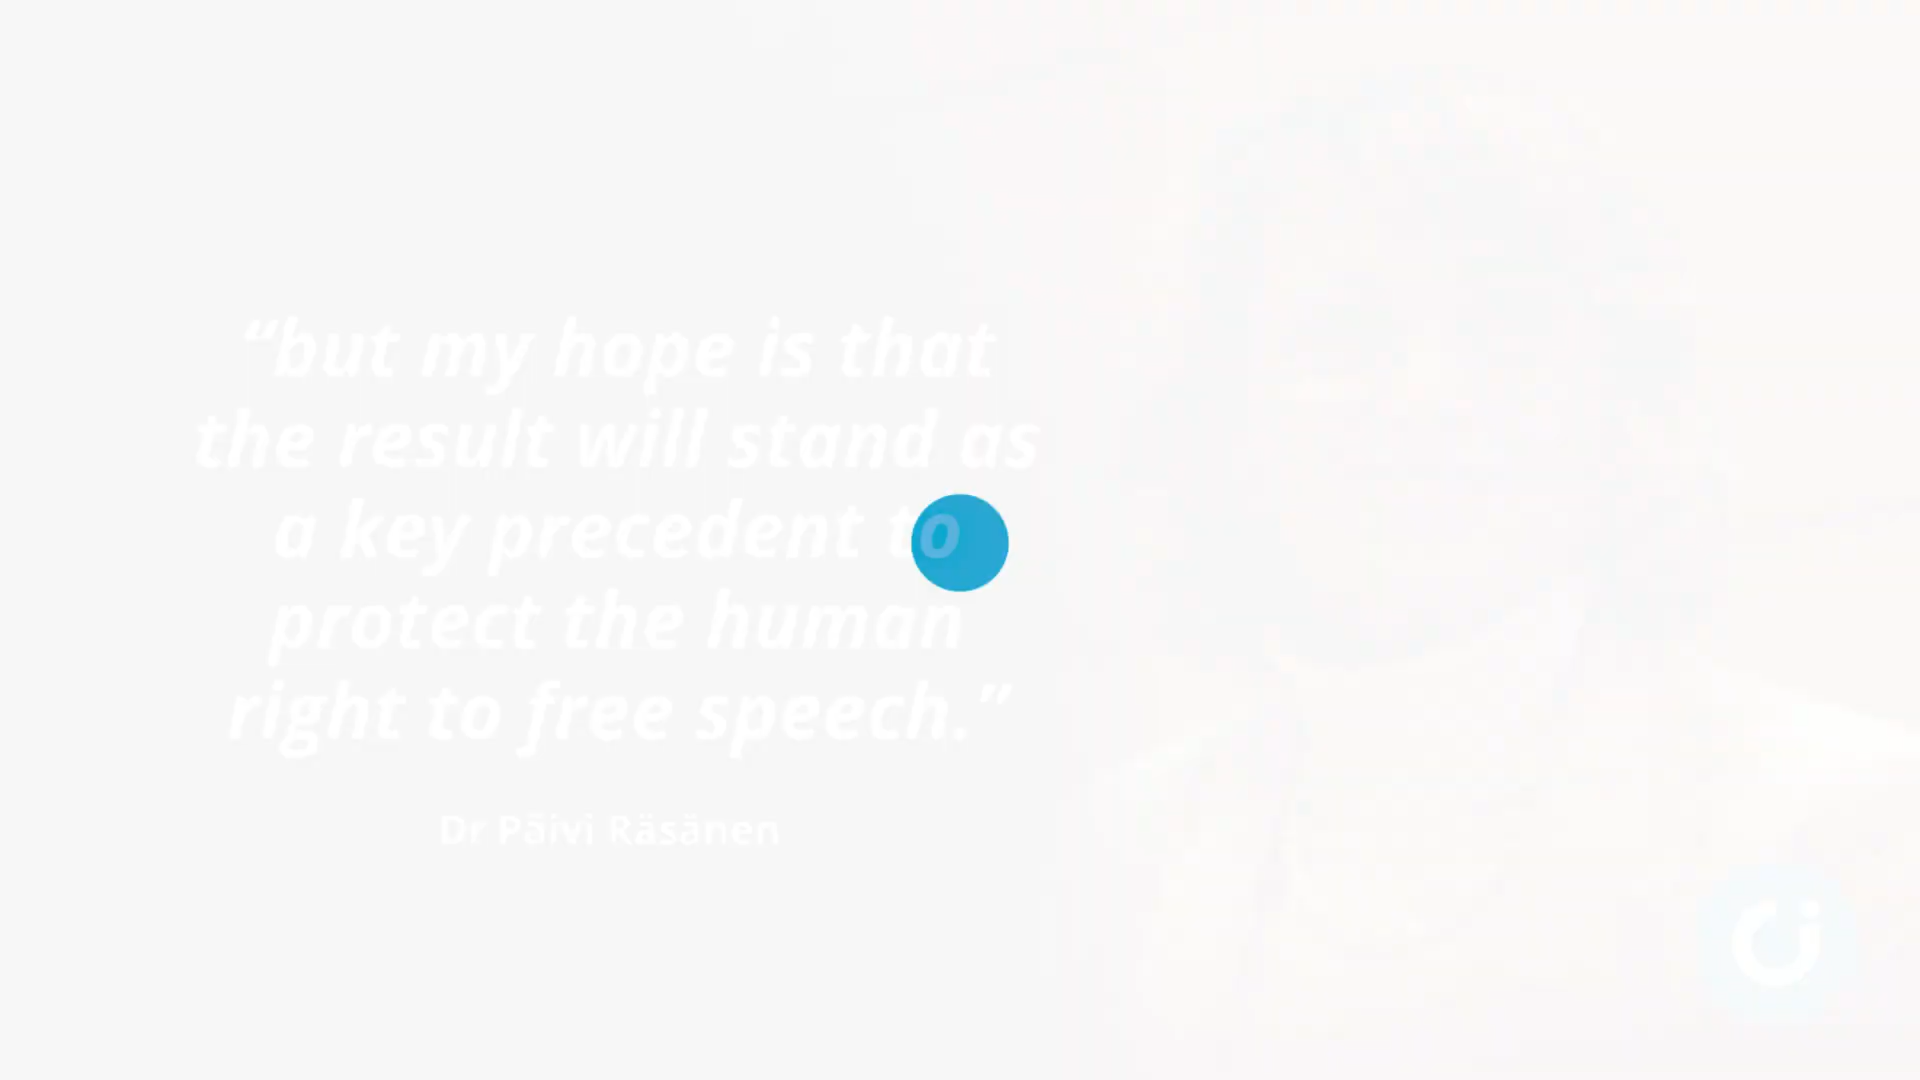 “but my hope is that
the result will stand as
a key precedent to
protect the human
right to free speech.”
Dr Päivi Räsänen